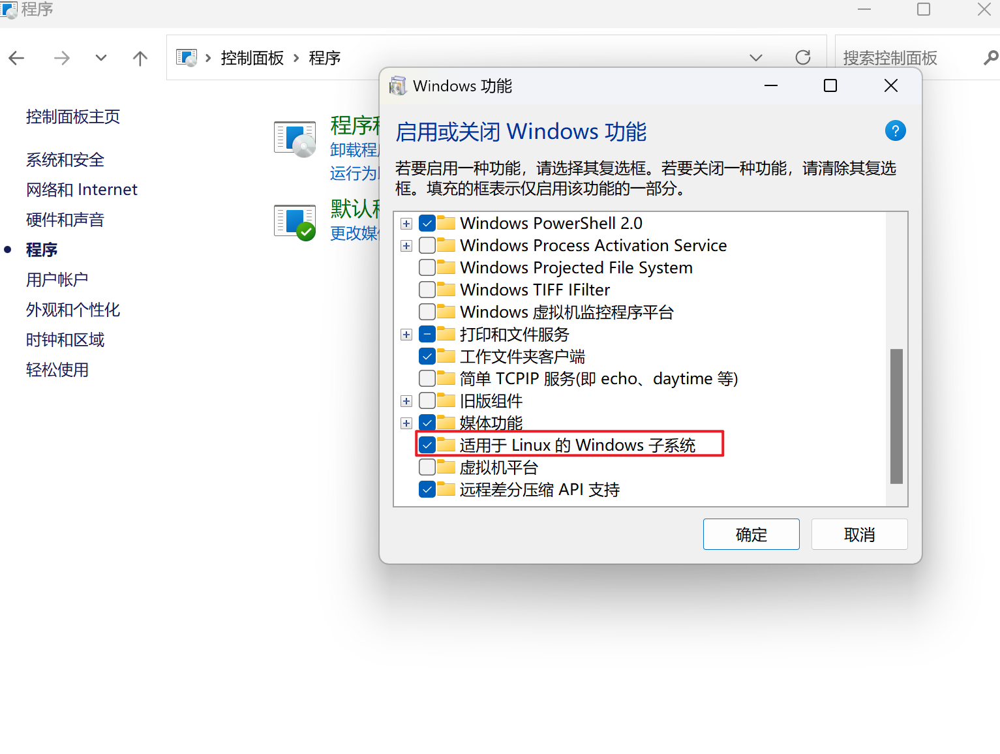 程序
控制面板 程序
搜索控制面板
控制面板主页
系统和安全
网络和 Internet
硬件和声音
程序
用户帐户
外观和个性化
时钟和区域
轻松使用
程序
卸载程
运行为
默认
更改媒
Windows 功能
启用或关闭 Windows 功能
?
若要启用一种功能，请选择其复选框。若要关闭一种功能，请清除其复选
框。填充的框表示仅启用该功能的一部分。
Windows PowerShell 2.0
Windows Process Activation Service
Windows Projected File System
Windows TIFF IFilter
Windows 虚拟机监控程序平台
打印和文件服务
工作文件夹客户端
简单 TCPIP 服务(即 echo、daytime 等)
旧版组件
媒体功能
适用于 Linux 的 Windows 子系统
虚拟机平台
远程差分压缩 API 支持
确定
取消